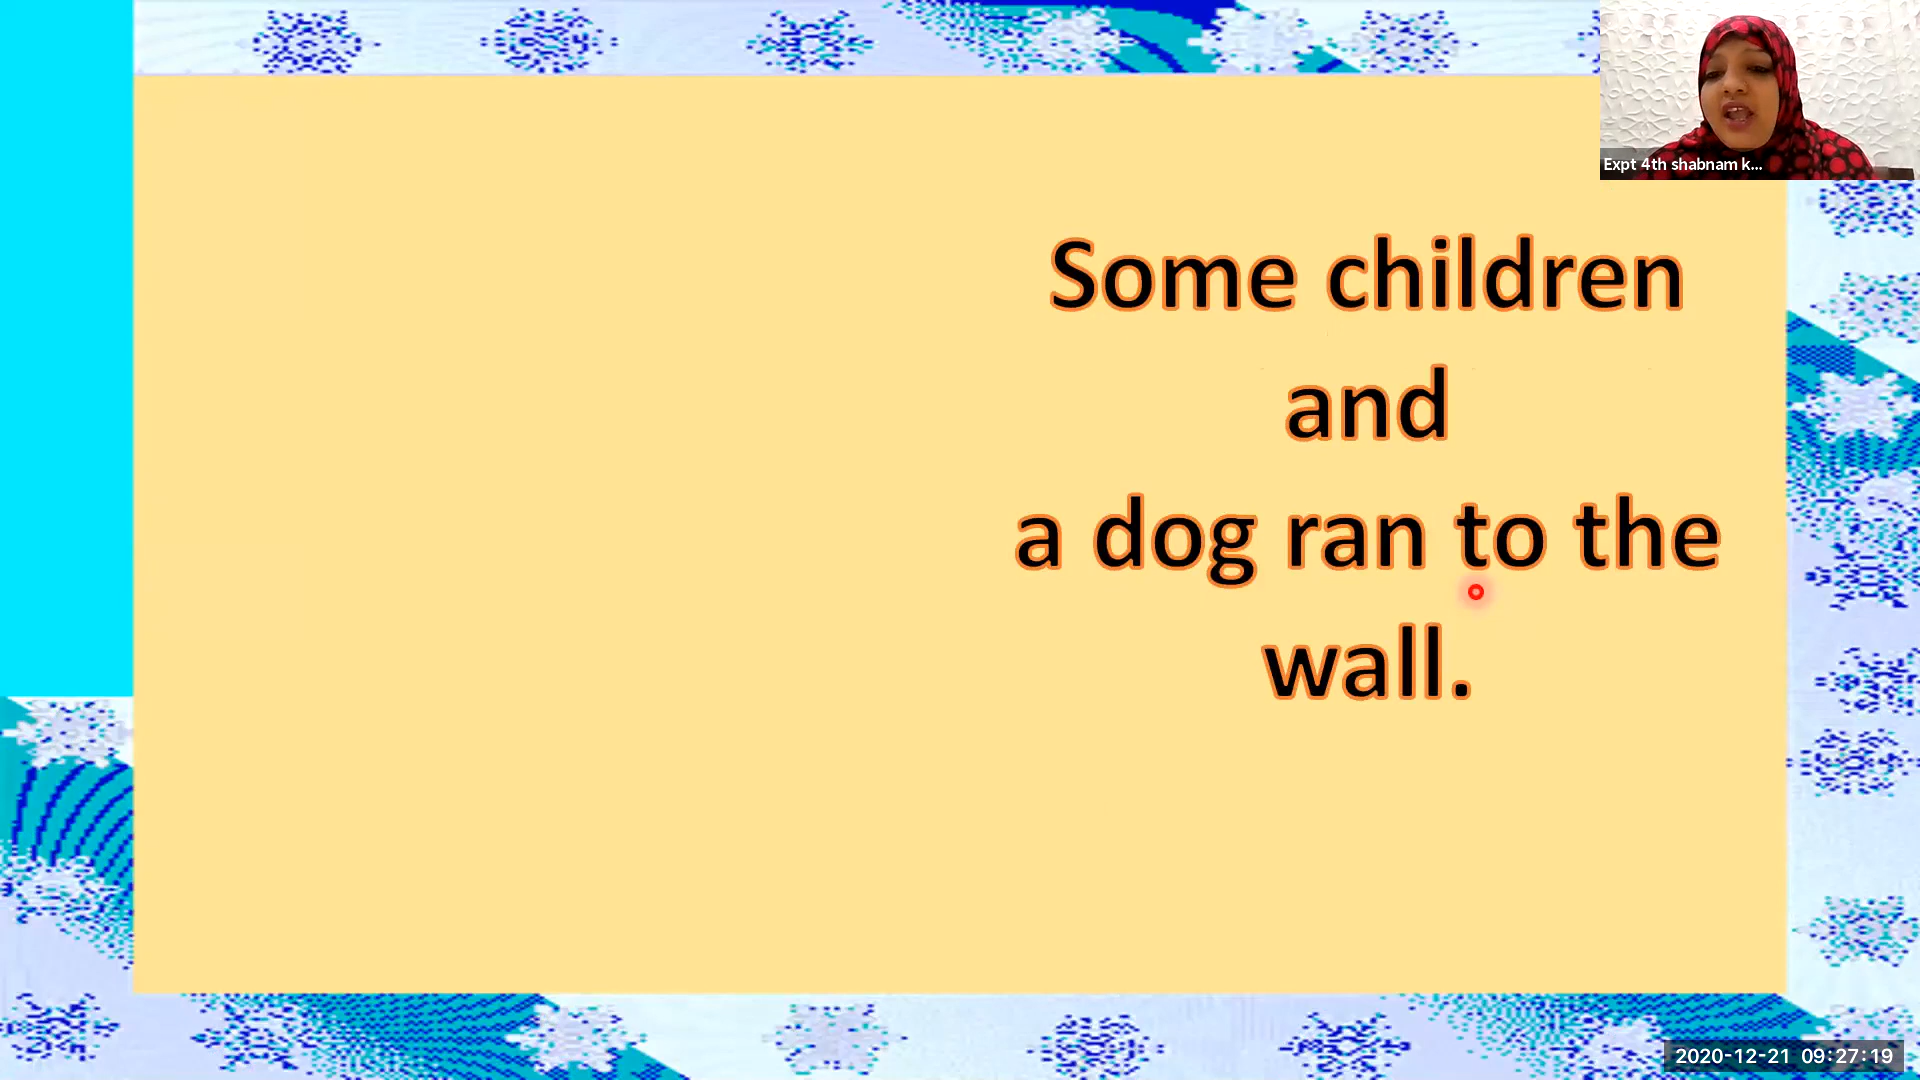 Expt 4th shabnam k...
Some children
and
a dog ran to the
wall.
2020-12-21 09:27:19